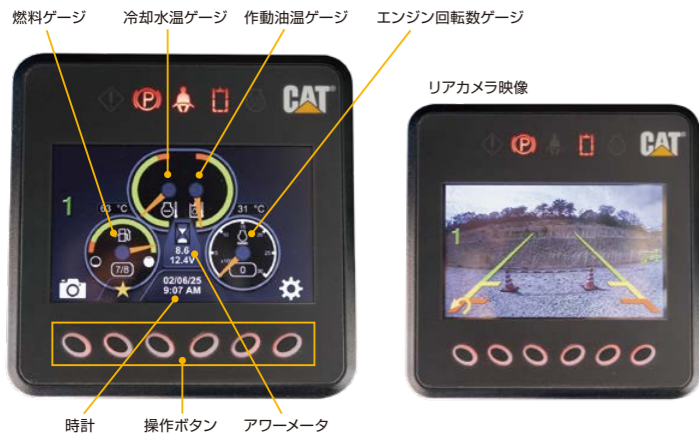 燃料ゲージ
冷却水温ゲージ
作動油温ゲージ
エンジン回転数ゲージ
リアカメラ映像
CAT
1
63 °C
31 °C
7/8
8.6
12.4V
0
02/06/25
9:07 AM
CAT
1
時計
操作ボタン
アワーメータ